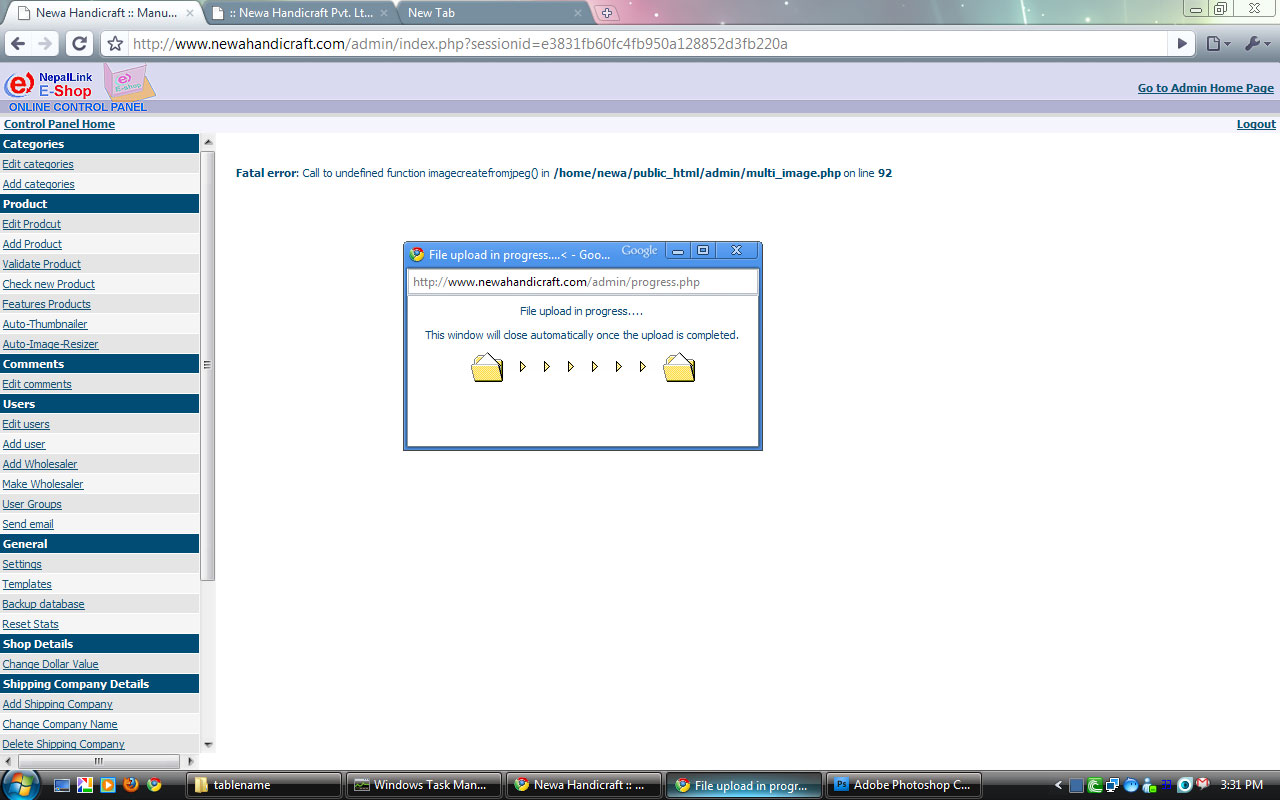 Newa Handicraft :: Manu...
:: Newa Handicraft Pvt. Lt...
New Tab
http://www.newahandicraft.com/admin/index.php?sessionid=e3831fb60fc4fb950a128852d3fb220a
NepalLink
E-Shop
ONLINE CONTROL PANEL
Go to Admin Home Page
Control Panel Home
Logout
Categories
Edit categories
Add categories
Product
Edit Prodcut
Add Product
Validate Product
Check new Product
Features Products
Auto-Thumbnailer
Auto-Image-Resizer
Comments
Edit comments
Users
Edit users
Add user
Add Wholesaler
Make Wholesaler
User Groups
Send email
General
Settings
Templates
Backup database
Reset Stats
Shop Details
Change Dollar Value
Shipping Company Details
Add Shipping Company
Change Company Name
Delete Shipping Company
Fatal error: Call to undefined function imagecreatefromjpeg() in /home/newa/public_html/admin/multi_image.php on line 92
File upload in progress....< - Goo...
Google
http://www.newahandicraft.com/admin/progress.php
File upload in progress....
This window will close automatically once the upload is completed.
tablename
Windows Task Man...
Newa Handicraft :: ...
File upload in progr...
Adobe Photoshop C...
3:31 PM